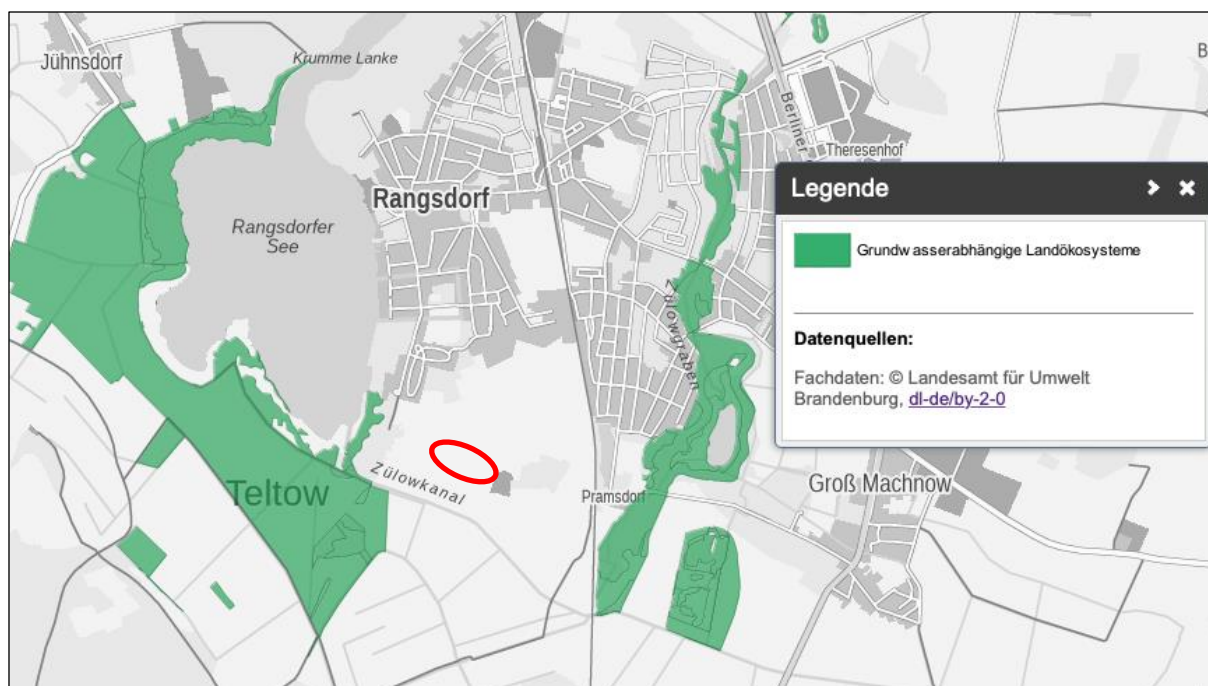 Jühnsdorf
Krumme Lanke
B
Berliner
Theresenhof
Rangsdorf
Rangsdorfer
See
Zülowgraben
Legende
Grundwasserabhängige Landökosysteme
Datenquellen:
Fachdaten: © Landesamt für Umwelt
Brandenburg, dl-de/by-2-0
Zülowkanal
Teltow
Pramsdorf
Groß Machnow